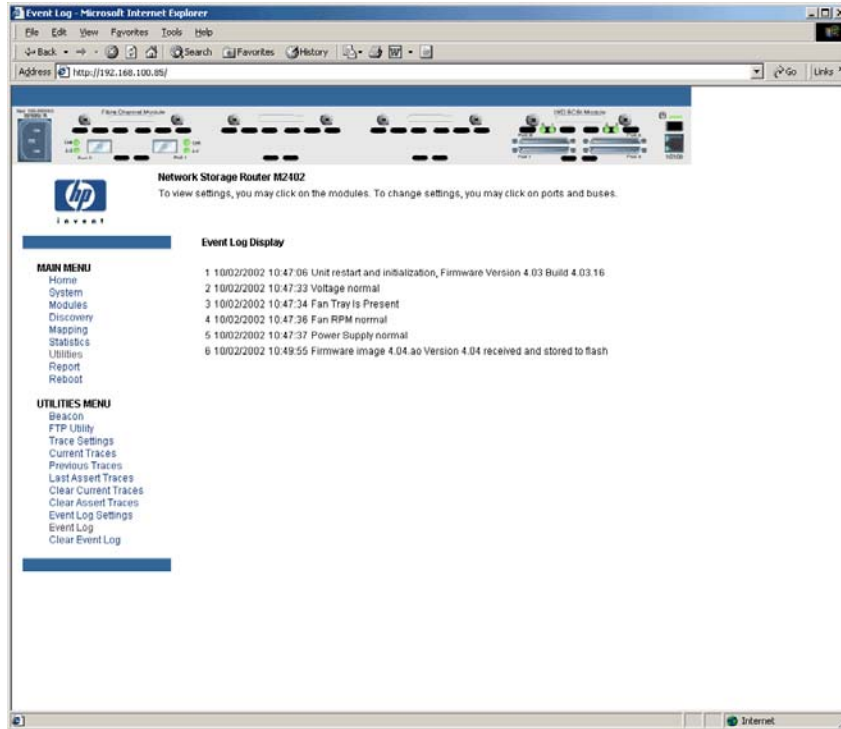 Event Log - Microsoft Internet Explorer
File Edit View Favorites Tools Help
Back Search Favorites History
Address http://192.168.100.85/ Go Links
Fibre Channel Module
Network Storage Router M2402
To view settings, you may click on the modules. To change settings, you may click on ports and buses.
hp
invent
Event Log Display
1 10/02/2002 10:47:06 Unit restart and initialization, Firmware Version 4.03 Build 4.03.16
2 10/02/2002 10:47:33 Voltage normal
3 10/02/2002 10:47:34 Fan Tray Is Present
4 10/02/2002 10:47:36 Fan RPM normal
5 10/02/2002 10:47:37 Power Supply normal
6 10/02/2002 10:49:55 Firmware image 4.04.ao Version 4.04 received and stored to flash
MAIN MENU
Home
System
Modules
Discovery
Mapping
Statistics
Utilities
Report
Reboot
UTILITIES MENU
Beacon
FTP Utility
Trace Settings
Current Traces
Previous Traces
Last Assert Traces
Clear Current Traces
Clear Assert Traces
Event Log Settings
Event Log
Clear Event Log
Internet